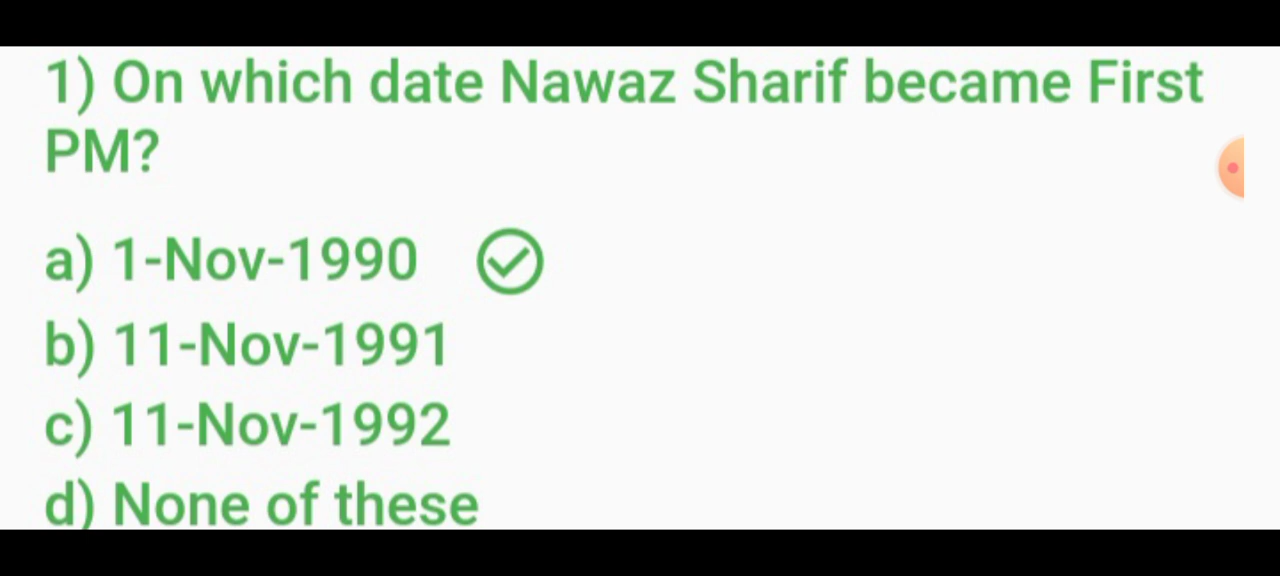 1) On which date Nawaz Sharif became First
PM?
a) 1-Nov-1990
b) 11-Nov-1991
c) 11-Nov-1992
d) None of these